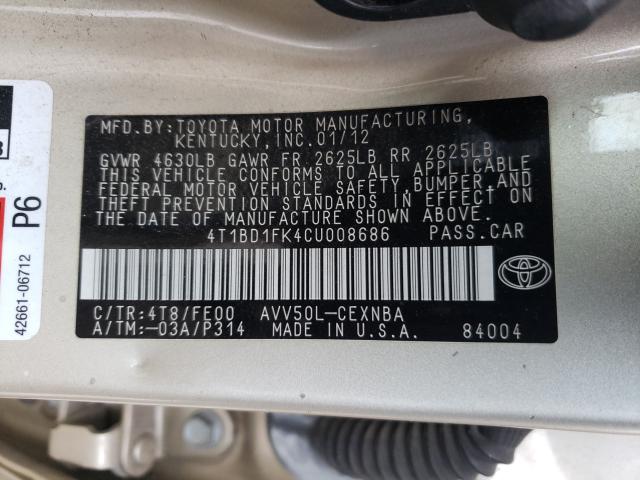 MFD.BY:TOYOTA MOTOR MANUFACTURING,
KENTUCKY,INC.01/12
GVWR 4630LB GAWR FR 2625LB RR 2625LB
THIS VEHICLE CONFORMS TO ALL APPLICABLE
FEDERAL MOTOR VEHICLE SAFETY,BUMPER,AND
THEFT PREVENTION STANDARDS IN EFFECT ON
THE DATE OF MANUFACTURE SHOWN ABOVE.
4T1BD1FK4CU008686 PASS.CAR
C/TR:4T8/FE00 AVV50L-CEXNBA
A/TM:-03A/P314 MADE IN U.S.A. 84004
P6
42661-06712